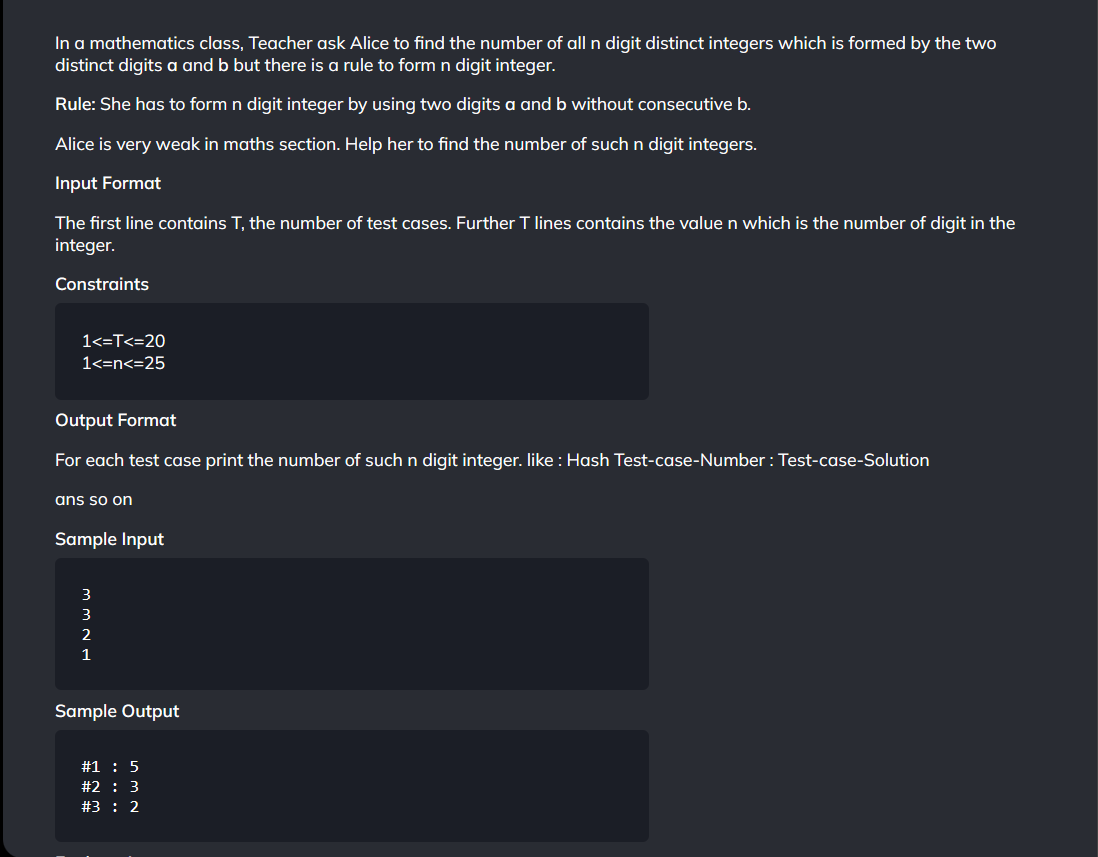 In a mathematics class, Teacher ask Alice to find the number of all n digit distinct integers which is formed by the two
distinct digits a and b but there is a rule to form n digit integer.
Rule: She has to form n digit integer by using two digits a and b without consecutive b.
Alice is very weak in maths section. Help her to find the number of such n digit integers.
Input Format
The first line contains T, the number of test cases. Further T lines contains the value n which is the number of digit in the
integer.
Constraints
1<=T<=20
1<=n<=25
Output Format
For each test case print the number of such n digit integer. like : Hash Test-case-Number : Test-case-Solution
ans so on
Sample Input
3
3
2
1
Sample Output
#1 : 5
#2 : 3
#3 : 2